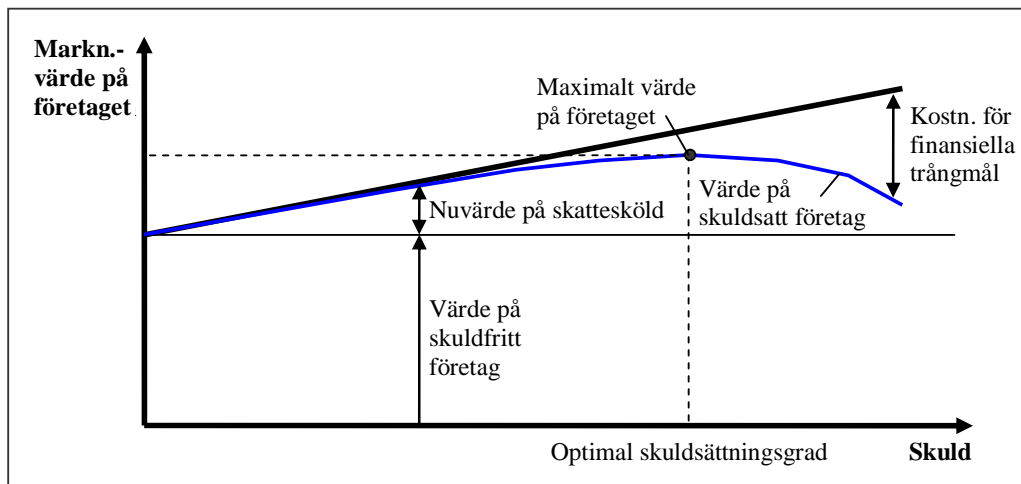 Markn.-
värde på
företaget
Maximalt värde
på företaget
Kostn. för
finansiella
trångmål
Värde på
skuldsatt företag
Nuvärde på skattesköld
Värde på
skuldfritt
företag
Optimal skuldsättningsgrad
Skuld